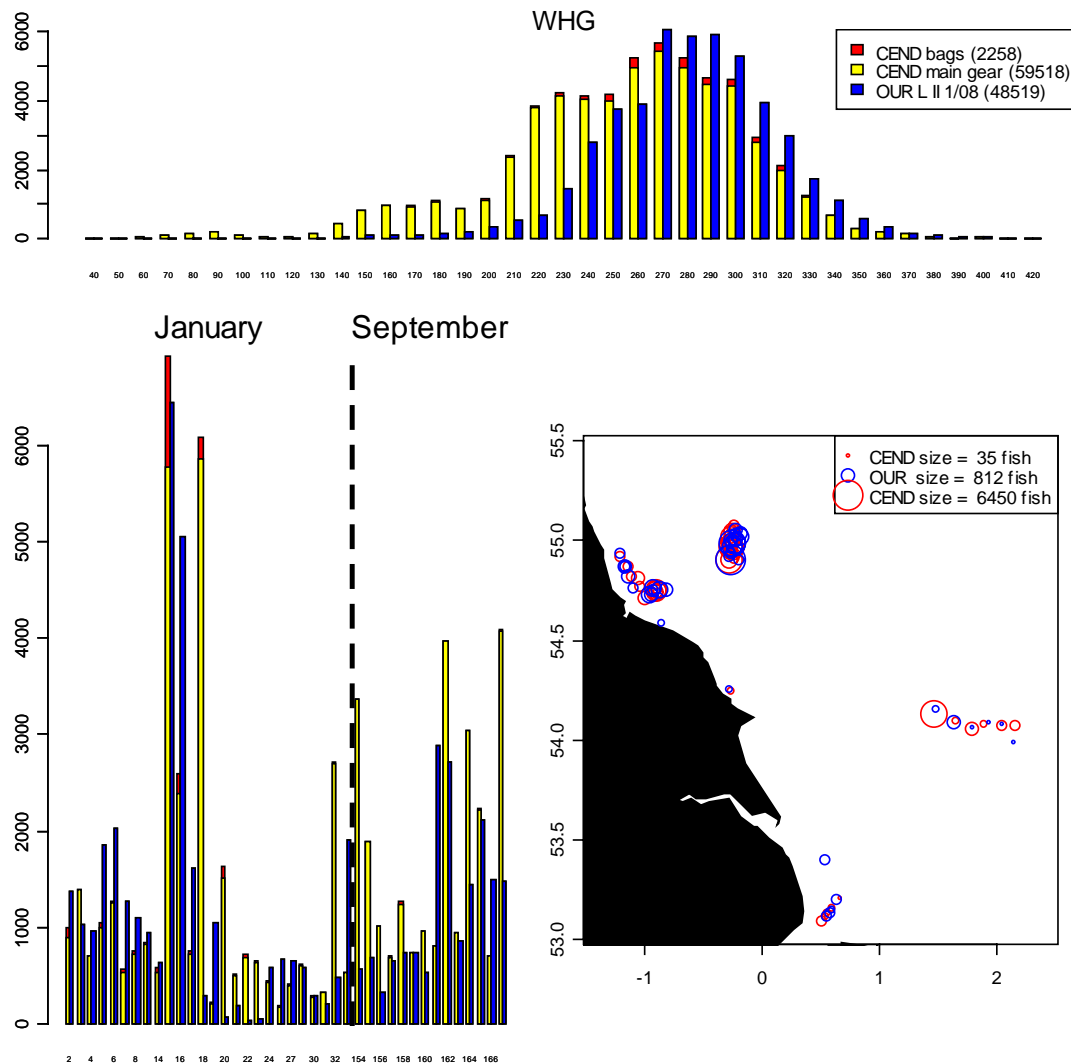 WHG
CEND bags (2258)
CEND main gear (59518)
OUR L II 1/08 (48519)
0 2000 4000 6000
40 50 60 70 80 90 100 110 120 130 140 150 160 170 180 190 200 210 220 230 240 250 260 270 280 290 300 310 320 330 340 350 360 370 380 390 400 410 420
January September
0 1000 2000 3000 4000 5000 6000
2 4 6 8 14 16 18 20 22 24 27 30 32 154 156 158 160 162 164 166
CEND size = 35 fish
OUR size = 812 fish
CEND size = 6450 fish
53.0 53.5 54.0 54.5 55.0 55.5
-1 0 1 2